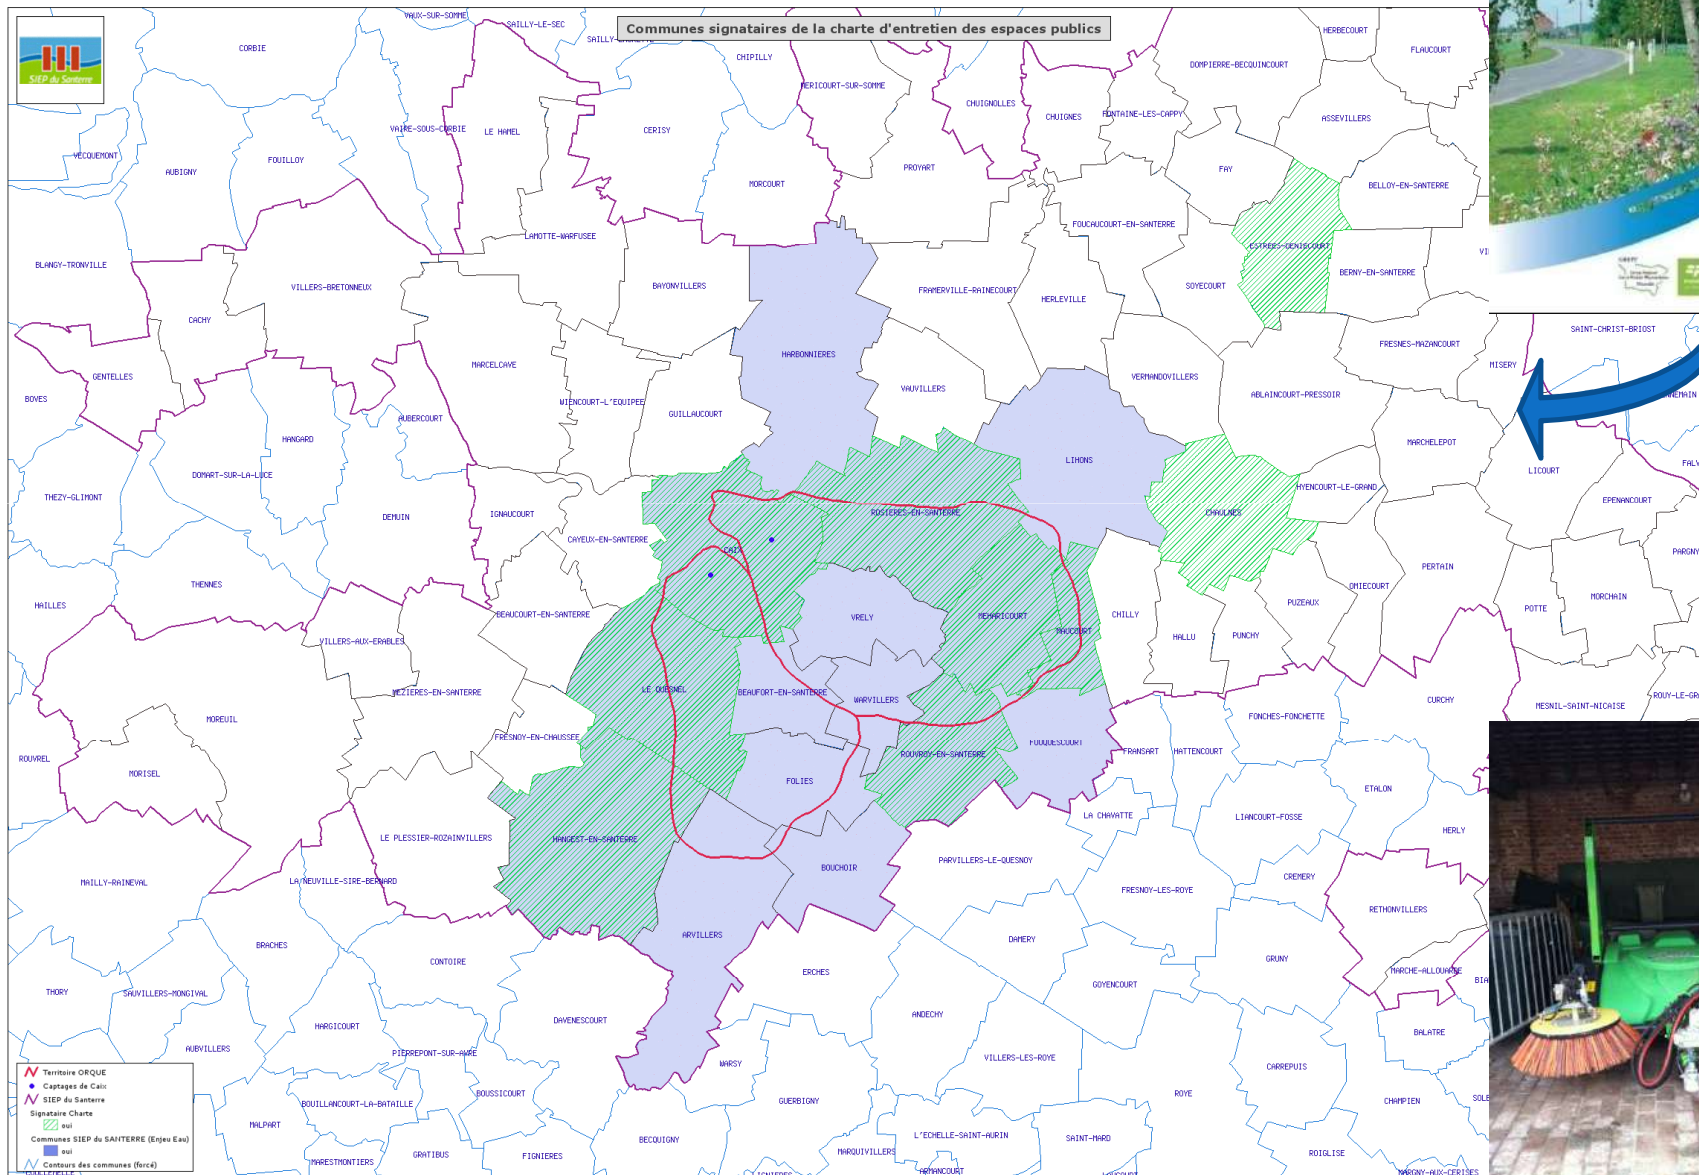 Communes signataires de la charte d'entretien des espaces publics
SIEP du Santerre
VAUX-SUR-SOMME
SAILLY-LE-SEC
CORBIE
CHIPILLY
HERBECOURT
FLAUCOURT
DOMPIERRE-BECQUINCOURT
MERICOURT-SUR-SOMME
CHUIGNOLLES
CHUIGNES
FONTAINE-LES-CAPPY
ASSEVILLERS
VAIRE-SOUS-CORBIE
LE HAMEL
CERISY
VECQUEMONT
FOUILLOY
AUBIGNY
PROYART
FAY
BELLOY-EN-SANTERRE
MORCOURT
FOUCAUCOURT-EN-SANTERRE
LAMOTTE-WARFUSEE
ESTREES-DENIECOURT
BLANGY-TRONVILLE
BERNY-EN-SANTERRE
VILLERS-BRETONNEUX
BAYONVILLERS
FRAMERVILLE-RAINECOURT
HERLEVILLE
SOYECOURT
CACHY
SAINT-CHRIST-BRIOST
FRESNES-MAZANCOURT
HARBONNIERES
MARCELCAVE
MISERY
GENTELLES
VERMANDOVILLERS
VAUVILLERS
ABLAINCOURT-PRESSOIR
BOVES
WIENCOURT-L'EQUIPEE
GUILLAUCOURT
AUBERCOURT
HANGARD
MARCHELEPOT
LIHONS
LICOURT
DOMART-SUR-LA-LUCE
HYENCOURT-LE-GRAND
THEZY-GLIMONT
EPENANCOURT
DEMUIN
IGNAUCOURT
ROSIERES-EN-SANTERRE
CHAULNES
CAYEUX-EN-SANTERRE
CAIX
PERTAIN
THENNES
OMIECOURT
HAILLES
MORCHAIN
POTTE
PUZEAUX
BEAUCOURT-EN-SANTERRE
VRELY
MEHARICOURT
CHILLY
MAUCOURT
HALLU
PUNCHY
VILLERS-AUX-ERABLES
LE QUESNEL
BEAUFORT-EN-SANTERRE
WARVILLERS
MEZIERES-EN-SANTERRE
CURCHY
MESNIL-SAINT-NICAISE
MOREUIL
FONCHES-FONCHETTE
FRESNOY-EN-CHAUSSEE
FOUQUESCOURT
FRANSART
HATTENCOURT
ROUVROY-EN-SANTERRE
ROUVREL
MORISEL
FOLIES
ETALON
LA CHAVATTE
LIANCOURT-FOSSE
HERLY
LE PLESSIER-ROZAINVILLERS
HANGEST-EN-SANTERRE
PARVILLERS-LE-QUESNOY
BOUCHOIR
MAILLY-RAINEVAL
LA NEUVILLE-SIRE-BERNARD
CREMERY
FRESNOY-LES-ROYE
RETHONVILLERS
ARVILLERS
DAMERY
BRACHES
CONTOIRE
GRUNY
ERCHES
MARCHE-ALLOUARDE
GOYENCOURT
THORY
SAUVILLERS-MONGIVAL
ANDECHY
DAVENESCOURT
HARGICOURT
BALATRE
AUBVILLERS
PIERREPONT-SUR-AVRE
VILLERS-LES-ROYE
WARSY
CARREPUIS
BOUSSICOURT
ROYE
GUERBIGNY
CHAMPIEN
BOUILLANCOURT-LA-BATAILLE
MALPART
BECQUIGNY
L'ECHELLE-SAINT-AURIN
SAINT-MARD
MARQUIVILLERS
GRATIBUS
FIGNIERES
ROIGLISE
MARESTMONTIERS
ARMANCOURT
MARGNY-AUX-CERISES
Territoire ORQUE
Captages de Caix
SIEP du Santerre
Signataire Charte
oui
Communes SIEP du SANTERRE (Enjeu Eau)
oui
Contours des communes (forcé)